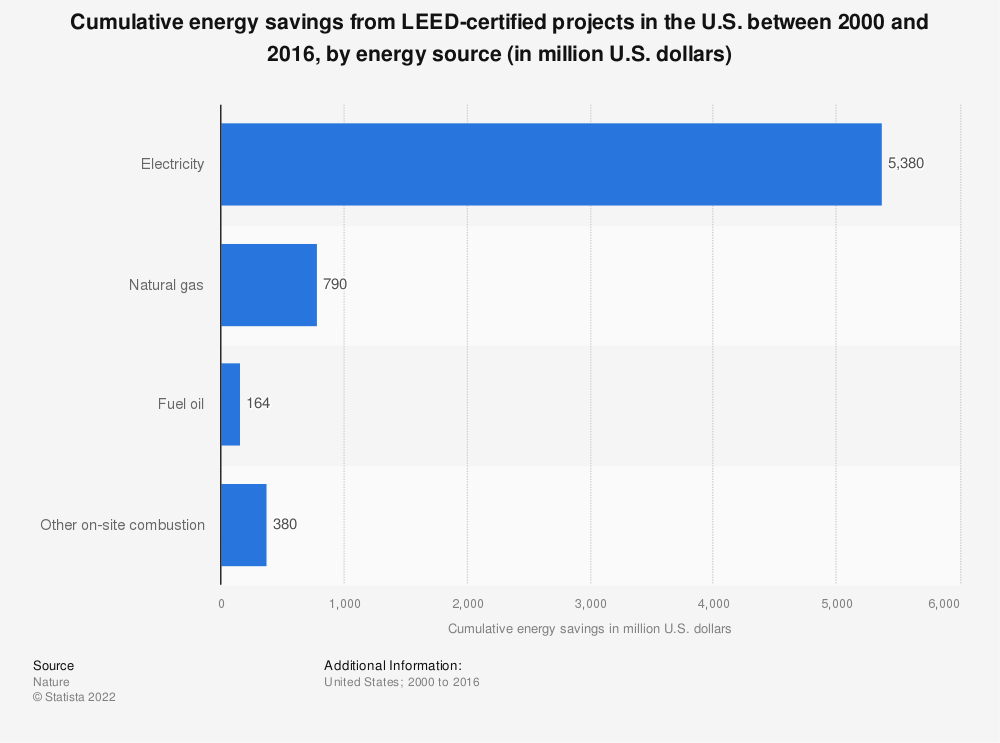 Cumulative energy savings from LEED-certified projects in the U.S. between 2000 and
2016, by energy source (in million U.S. dollars)
Electricity
5,380
Natural gas
790
Fuel oil
164
Other on-site combustion
380
0
1,000
2,000
3,000
4,000
5,000
6,000
Cumulative energy savings in million U.S. dollars
Source
Nature
© Statista 2022
Additional Information:
United States; 2000 to 2016